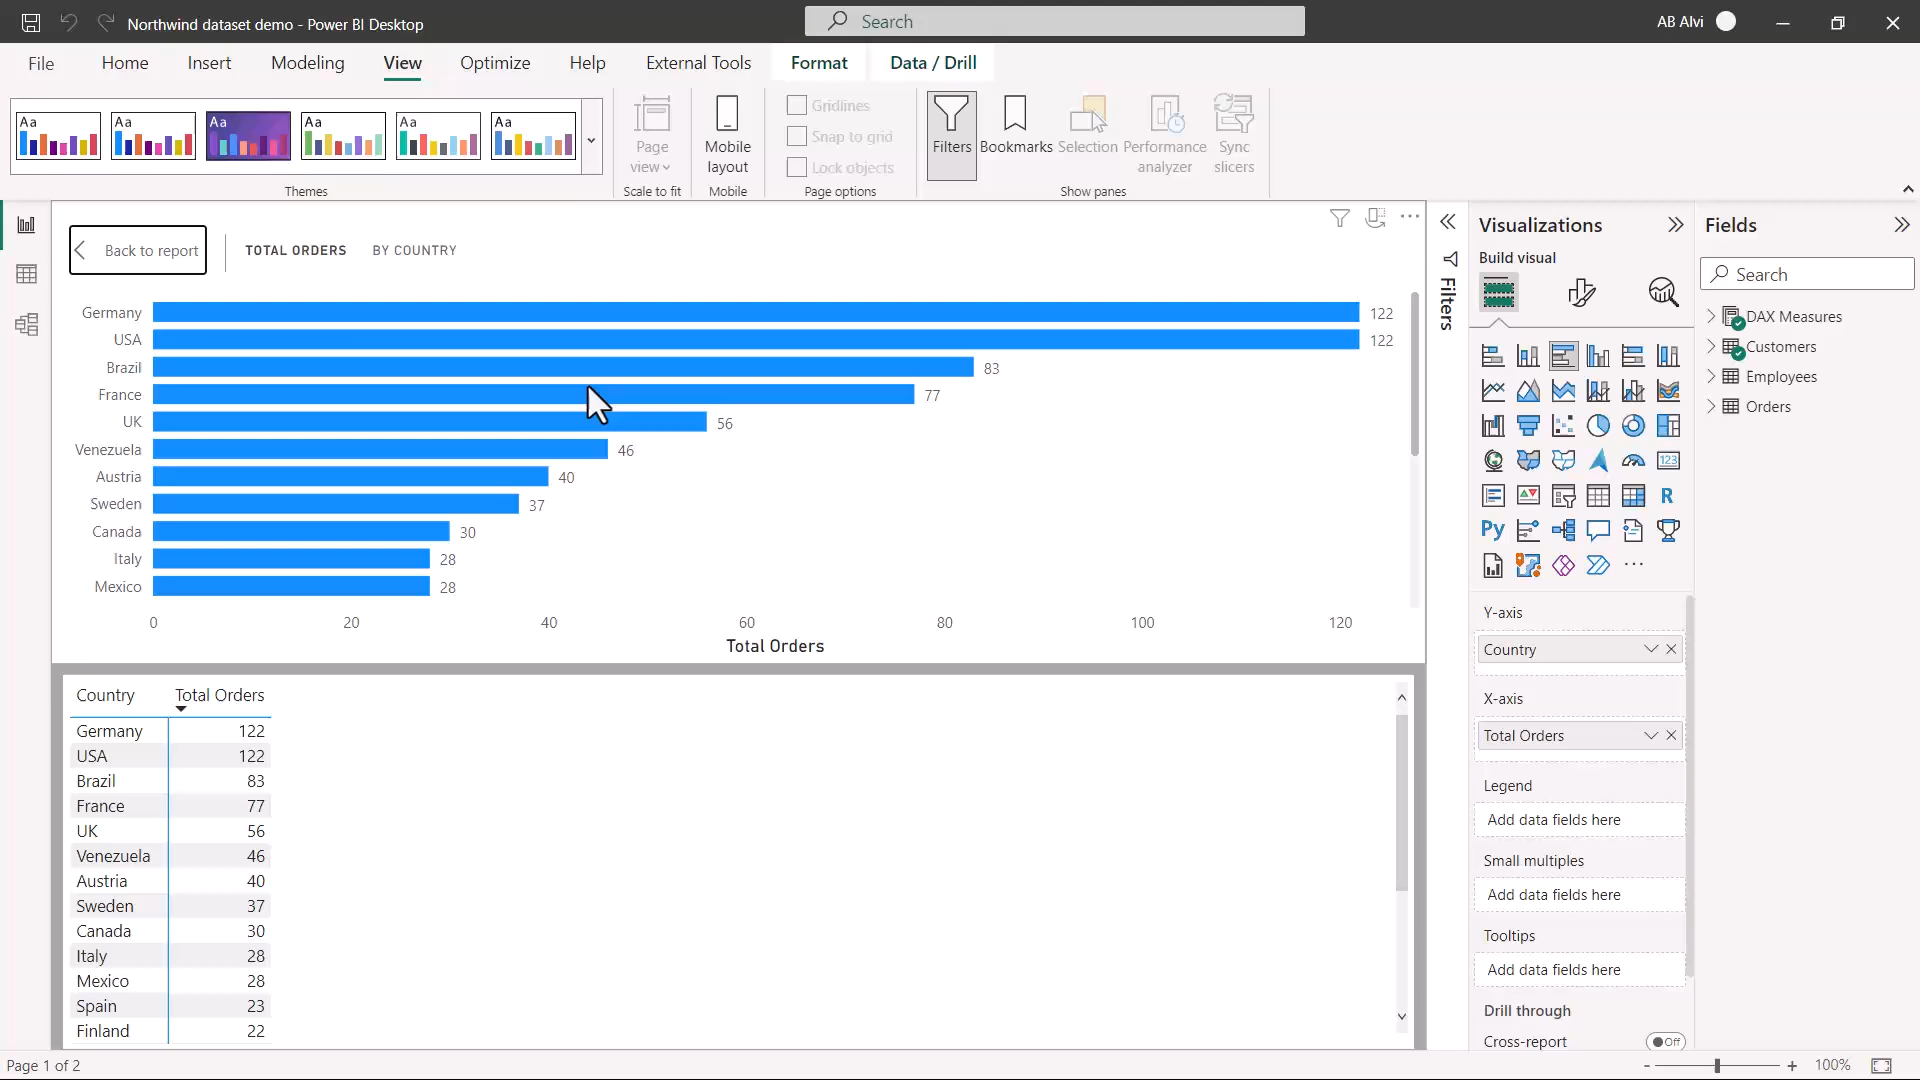 Northwind dataset demo - Power BI Desktop
Search
AB Alvi
File
Home
Insert
Modeling
View
Optimize
Help
External Tools
Format
Data / Drill
Aa
Aa
Aa
Aa
Aa
Aa
Themes
Page
view
Scale to fit
Mobile
layout
Mobile
Gridlines
Snap to grid
Lock objects
Page options
Filters
Bookmarks
Selection
Performance
analyzer
Sync
slicers
Show panes
Back to report
TOTAL ORDERS
BY COUNTRY
Germany 122
USA 122
Brazil 83
France 77
UK 56
Venezuela 46
Austria 40
Sweden 37
Canada 30
Italy 28
Mexico 28
0 20 40 60 80 100 120
Total Orders
Country Total Orders
Germany 122
USA 122
Brazil 83
France 77
UK 56
Venezuela 46
Austria 40
Sweden 37
Canada 30
Italy 28
Mexico 28
Spain 23
Finland 22
Filters
Visualizations
Build visual
123
R
Py
Y-axis
Country
X-axis
Total Orders
Legend
Add data fields here
Small multiples
Add data fields here
Tooltips
Add data fields here
Drill through
Cross-report
Off
Fields
Search
DAX Measures
Customers
Employees
Orders
Page 1 of 2
- + 100%